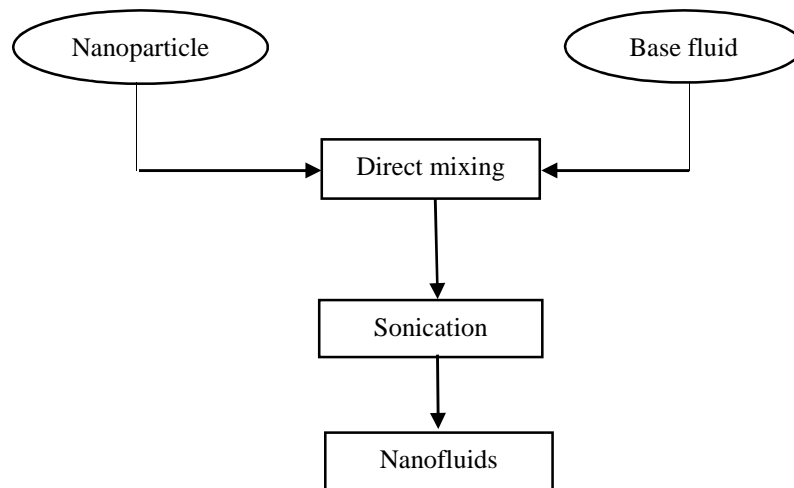 Nanoparticle
Base fluid
Direct mixing
Sonication
Nanofluids